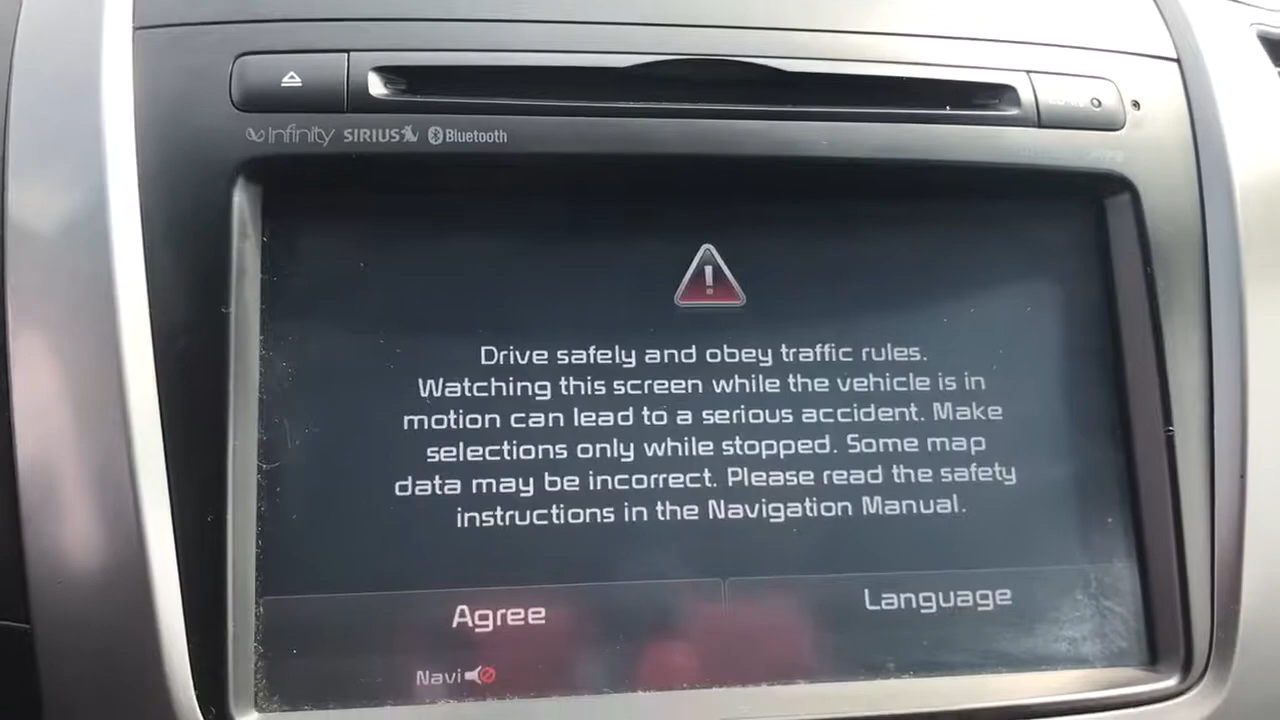 Infinity SIRIUS Bluetooth
Drive safely and obey traffic rules.
Watching this screen while the vehicle is in
motion can lead to a serious accident. Make
selections only while stopped. Some map
data may be incorrect. Please read the safety
instructions in the Navigation Manual.
Agree Language
Navi